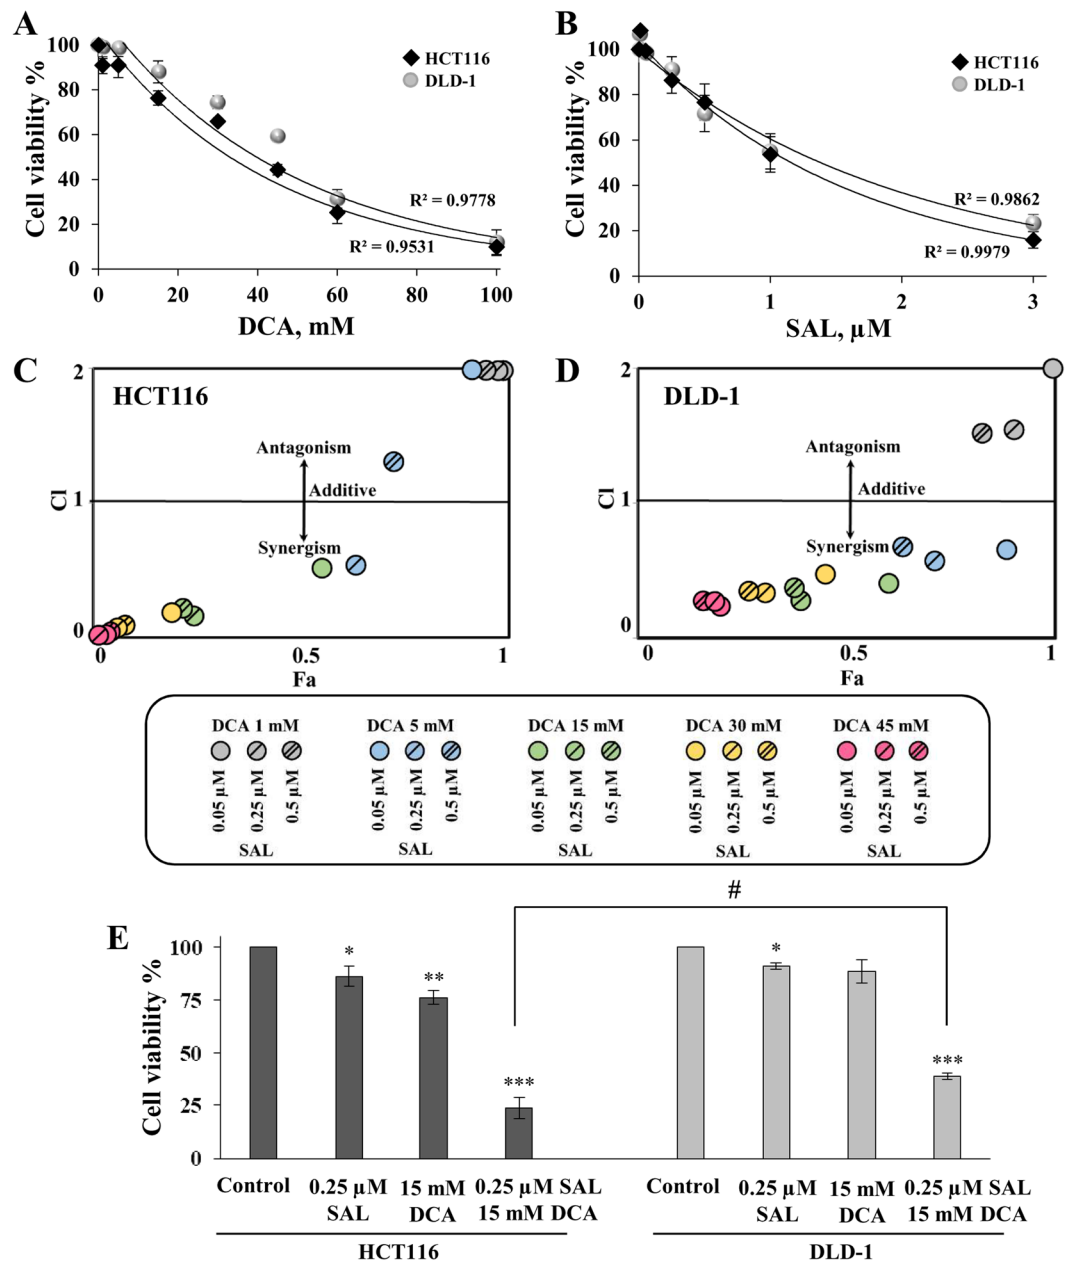 A
Cell viability %
100
80
60
40
20
0
HCT116
DLD-1
R² = 0.9778
R² = 0.9531
0 20 40 60 80 100
DCA, mM
B
Cell viability %
100
80
60
40
20
0
HCT116
DLD-1
R² = 0.9862
R² = 0.9979
0 1 2 3
SAL, µM
C
HCT116
CI
2
1
0
Antagonism
Additive
Synergism
0 0.5 1
Fa
D
DLD-1
CI
2
1
0
Antagonism
Additive
Synergism
0 0.5 1
Fa
DCA 1 mM
0.05 µM
0.25 µM
0.5 µM
SAL
DCA 5 mM
0.05 µM
0.25 µM
0.5 µM
SAL
DCA 15 mM
0.05 µM
0.25 µM
0.5 µM
SAL
DCA 30 mM
0.05 µM
0.25 µM
0.5 µM
SAL
DCA 45 mM
0.05 µM
0.25 µM
0.5 µM
SAL
E
Cell viability %
100
75
50
25
0
#
*
**
***
*
***
Control
0.25 µM
SAL
15 mM
DCA
0.25 µM SAL
15 mM DCA
HCT116
Control
0.25 µM
SAL
15 mM
DCA
0.25 µM SAL
15 mM DCA
DLD-1